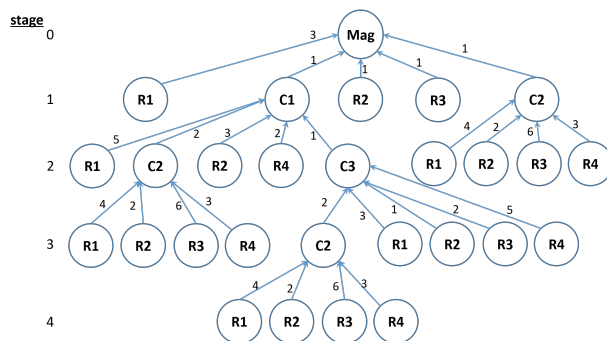 stage
0 Mag
3 1 1 1 1
1 R1 C1 R2 R3 C2
5 2 3 2 1 4 2 6 3
2 R1 C2 R2 R4 C3 R1 R2 R3 R4
4 2 6 3 2 3 1 2 5
3 R1 R2 R3 R4 C2 R1 R2 R3 R4
4 2 6 3
4 R1 R2 R3 R4